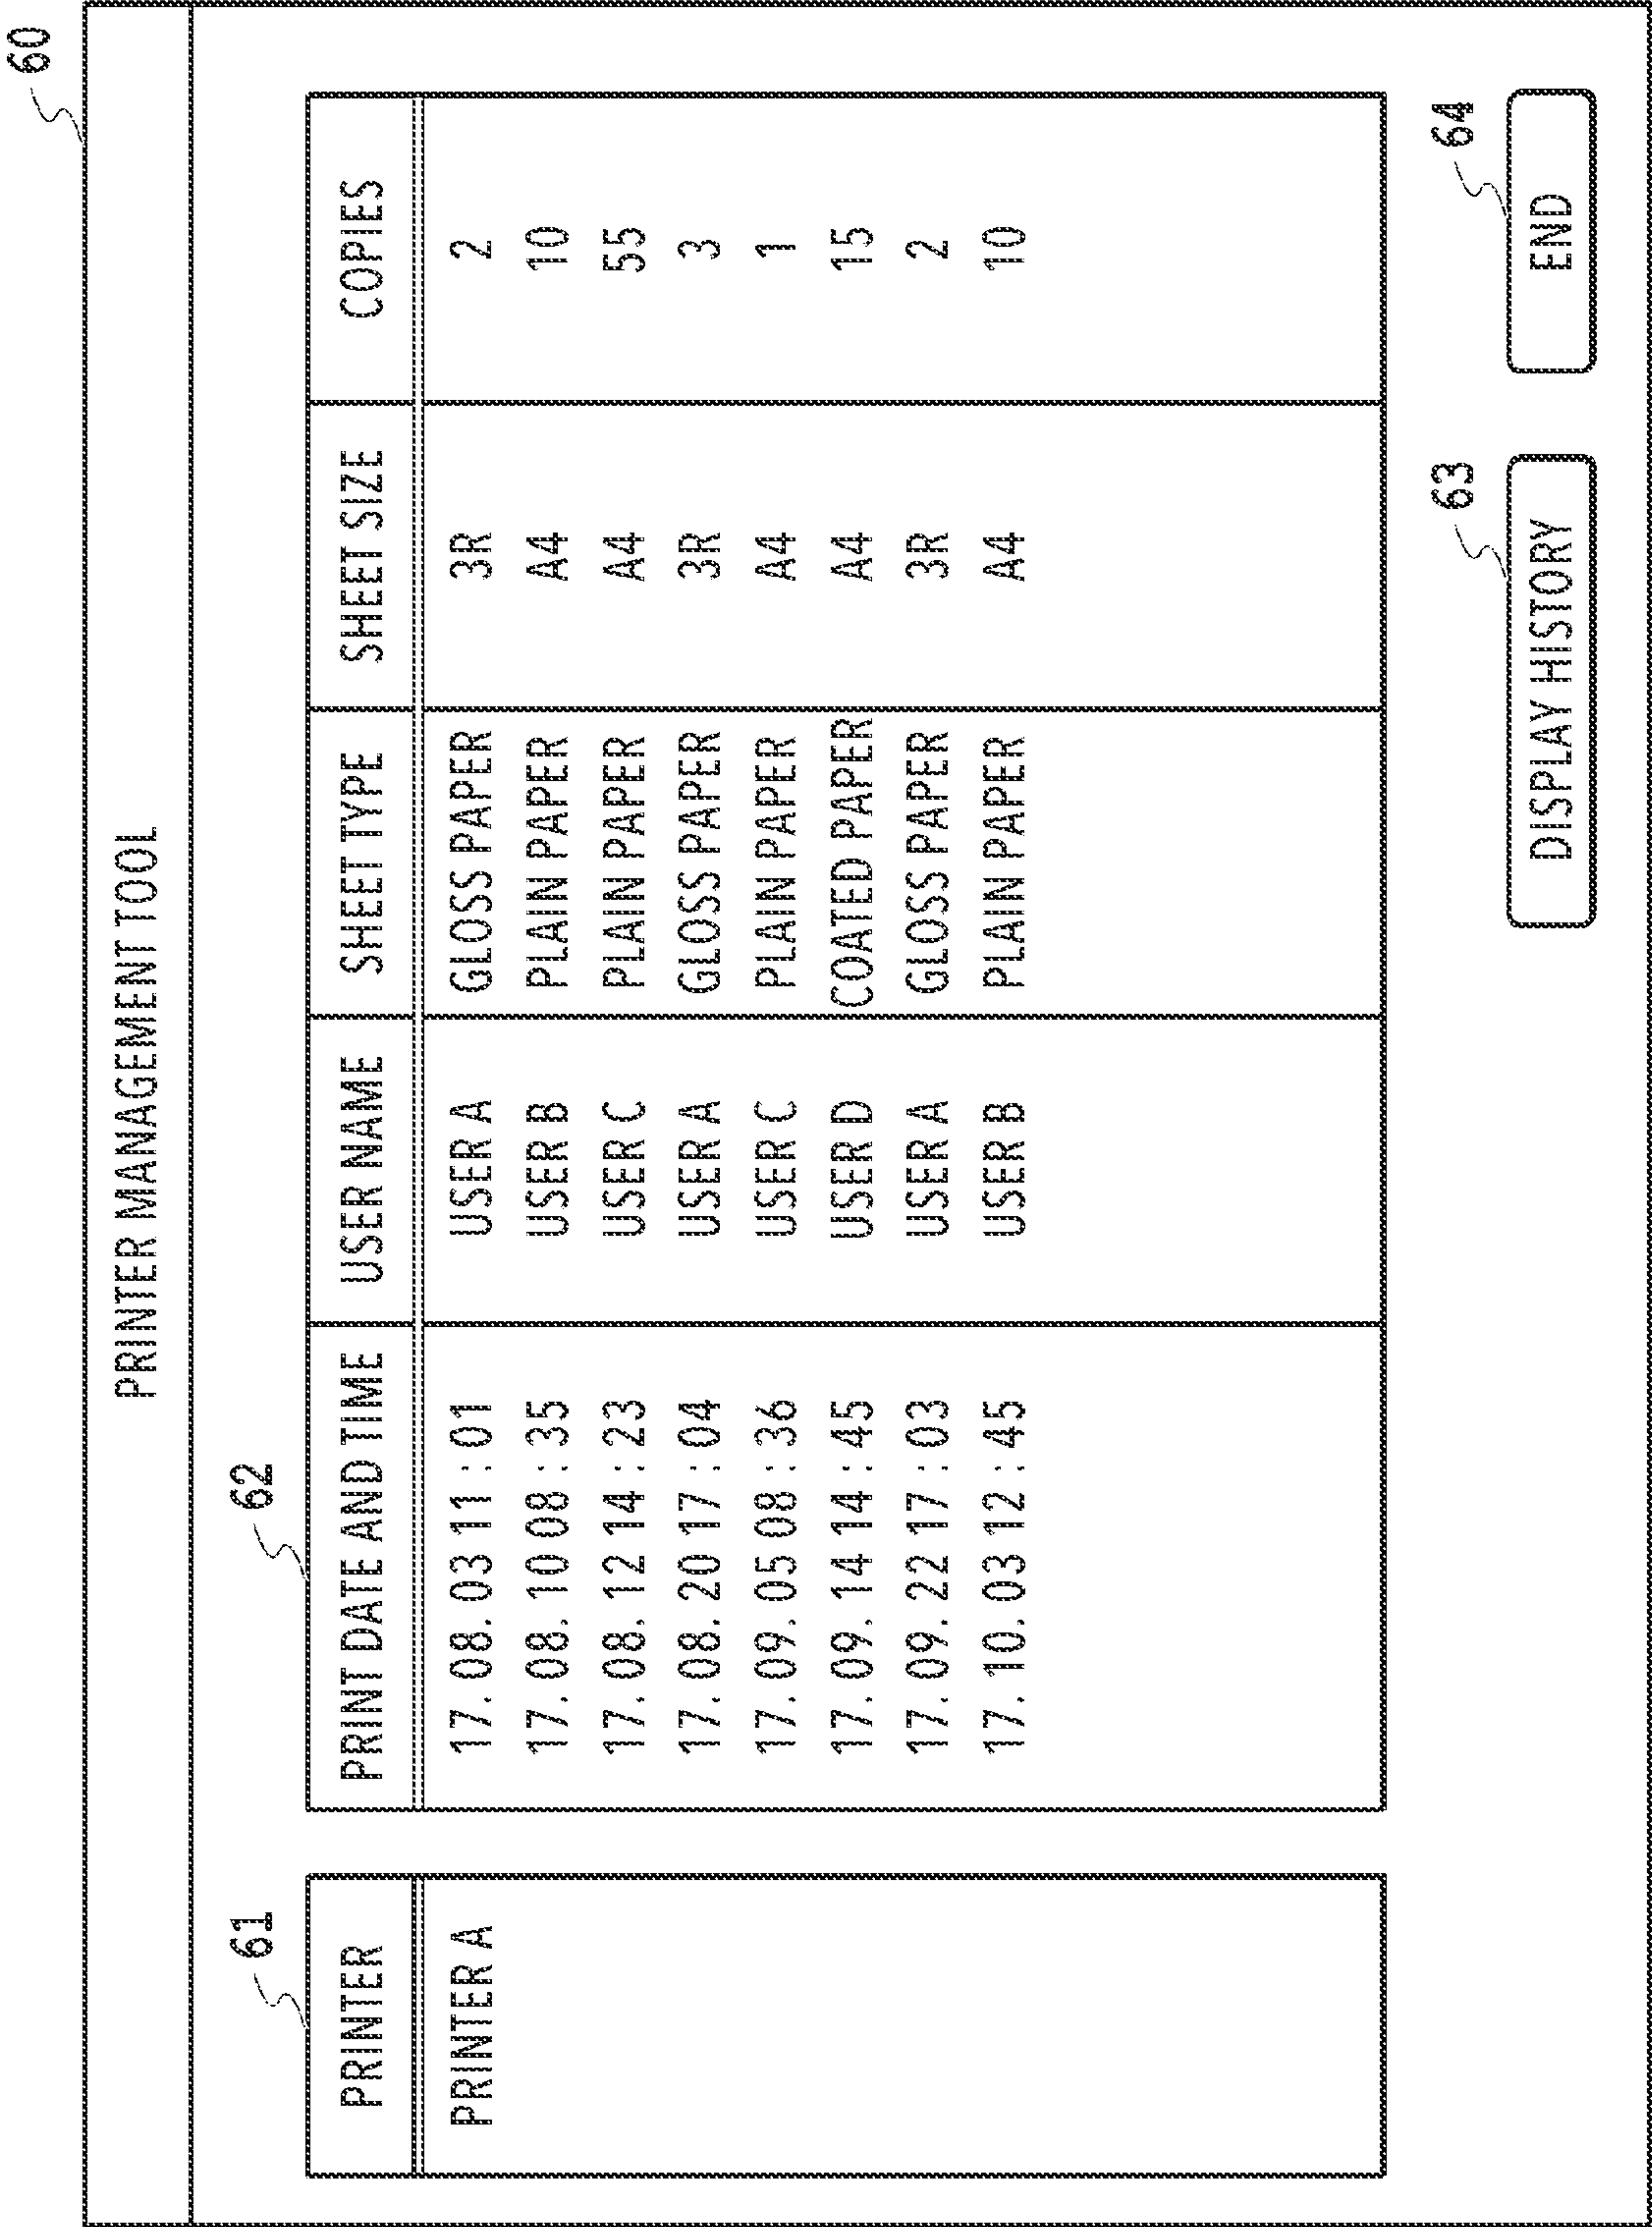 60
PRINTER MANAGEMENT TOOL
61
62
PRINTER
PRINTER A
PRINT DATE AND TIME USER NAME SHEET TYPE SHEET SIZE COPIES
17. 08. 03 11 : 01 USER A GLOSS PAPER 3R 2
17. 08. 10 08 : 35 USER B PLAIN PAPER A4 10
17. 08. 12 14 : 23 USER C PLAIN PAPER A4 55
17. 08. 20 17 : 04 USER A GLOSS PAPER 3R 3
17. 09. 05 08 : 36 USER C PLAIN PAPER A4 1
17. 09. 14 14 : 45 USER D COATED PAPER A4 15
17. 09. 22 17 : 03 USER A GLOSS PAPER 3R 2
17. 10. 03 12 : 45 USER B PLAIN PAPER A4 10
63
64
DISPLAY HISTORY
END